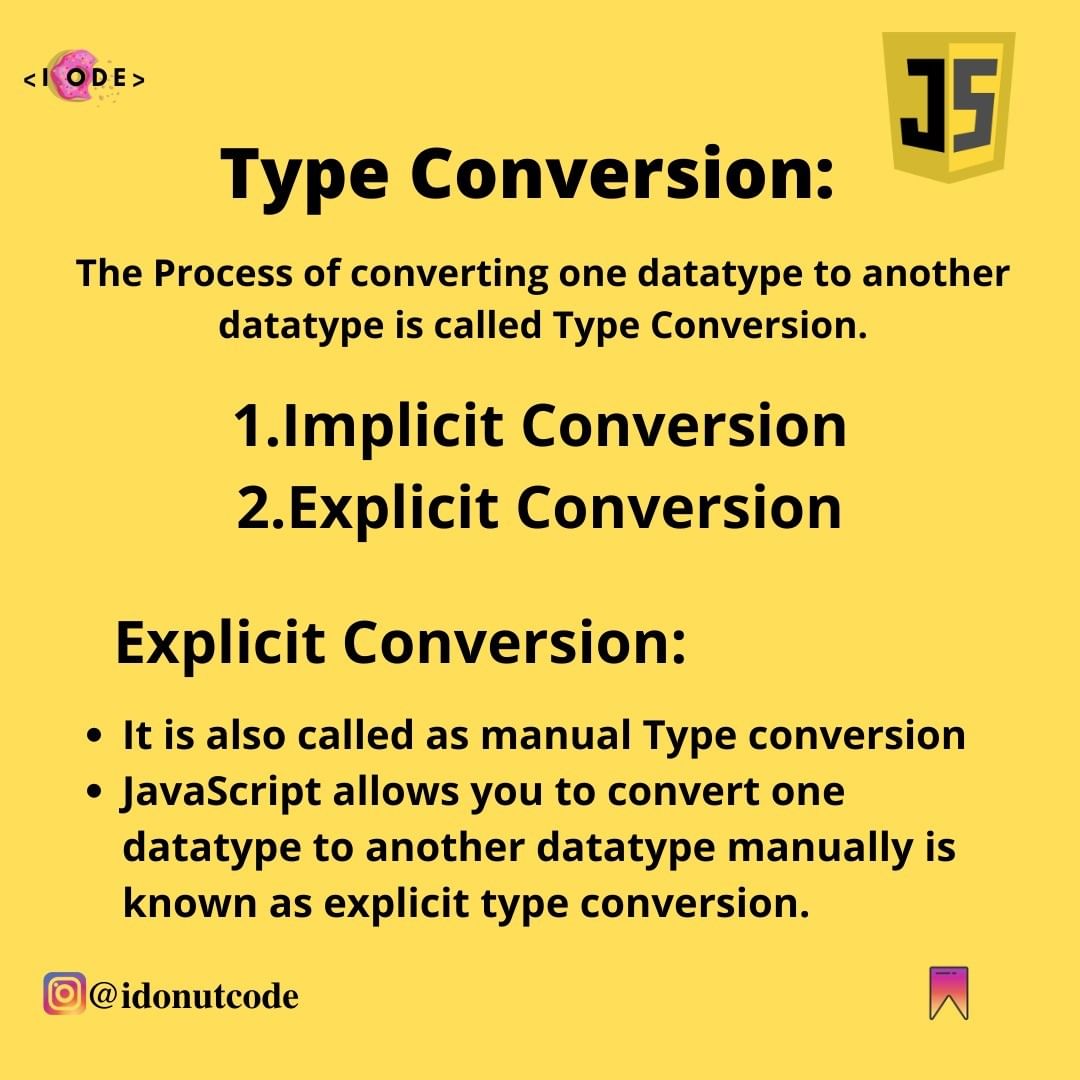 <I ODE>
JS
Type Conversion:
The Process of converting one datatype to another
datatype is called Type Conversion.
1.Implicit Conversion
2.Explicit Conversion
Explicit Conversion:
• It is also called as manual Type conversion
• JavaScript allows you to convert one
datatype to another datatype manually is
known as explicit type conversion.
@idonutcode